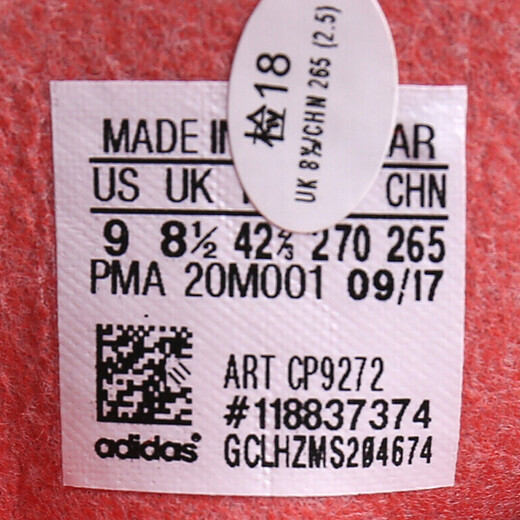 检18
UK 8½/CHN 265 (2.5)
MADE AR
US UK CHN
9 8½ 42⅔ 270 265
PMA 20M001 09/17
ART CP9272
#118837374
adidas®
GCLHZMS204674